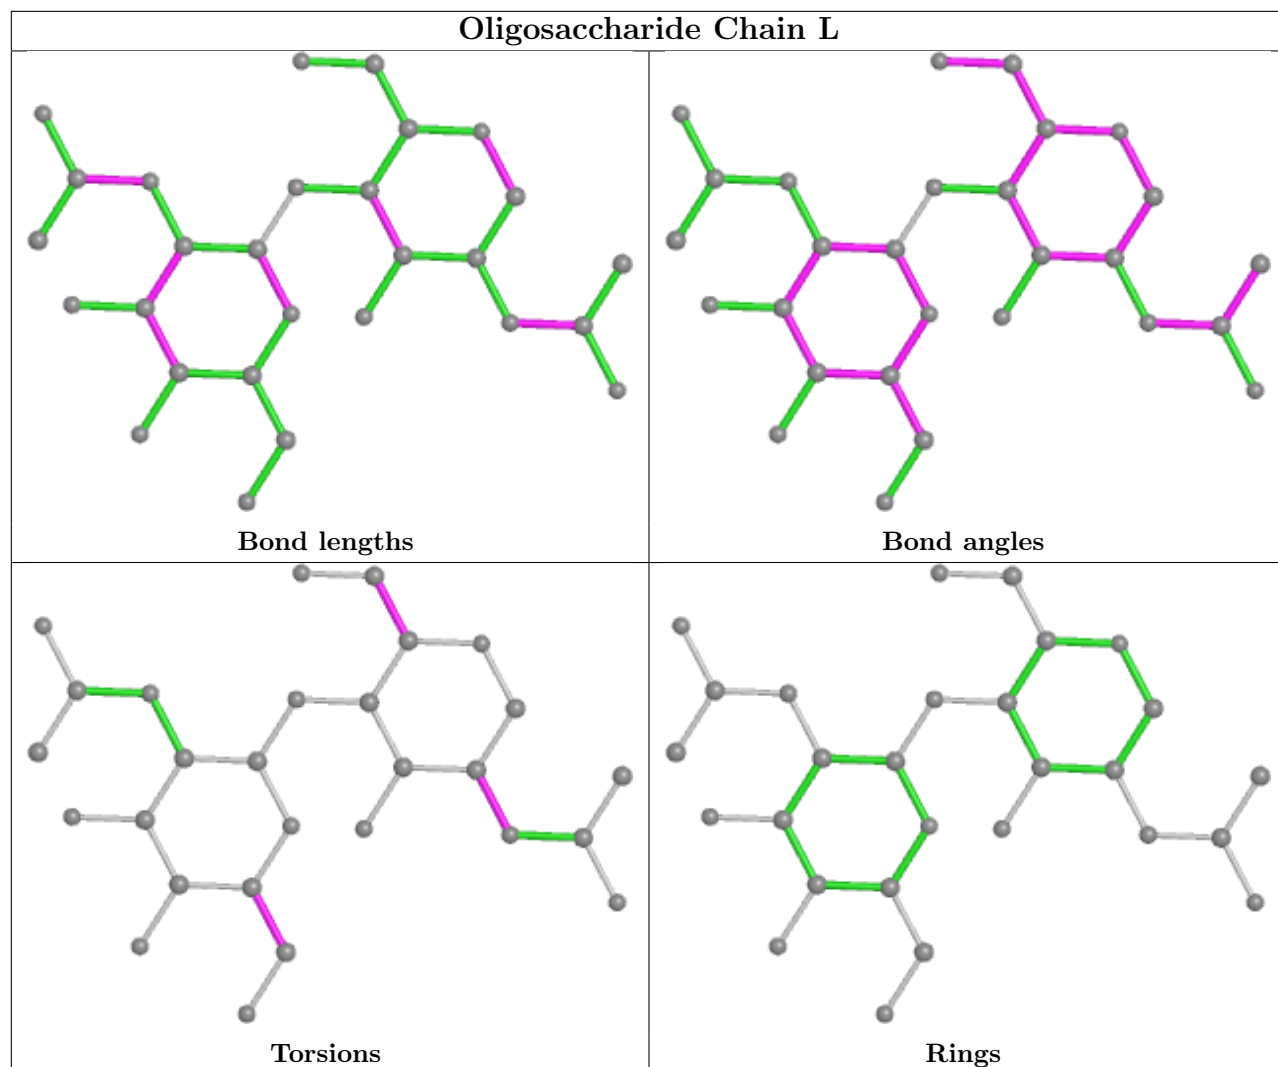 Oligosaccharide Chain L
Bond lengths
Bond angles
Torsions
Rings